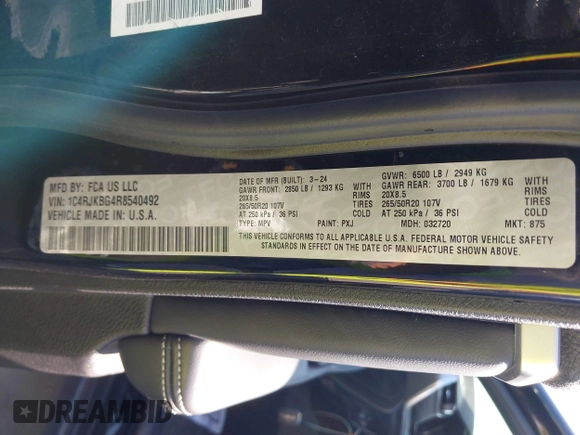 MFD BY: FCA US LLC
VIN: 1C4RJKBG4R8540492
VEHICLE MADE IN U.S.A.
DATE OF MFR (BUILT): 3-24
GAWR FRONT: 2850 LB / 1293 KG
20X8.5 RIMS
265/50R20 107V TIRES
AT 250 kPa / 36 PSI COLD
TYPE: MPV PAINT: PXJ
GVWR: 6500 LB / 2949 KG
GAWR REAR: 3700 LB / 1679 KG
20X8.5 RIMS
265/50R20 107V TIRES
AT 250 kPa / 36 PSI COLD
MDH: 032720 MKT: 875
THIS VEHICLE CONFORMS TO ALL APPLICABLE U.S.A. FEDERAL MOTOR VEHICLE SAFETY
STANDARDS IN EFFECT ON THE DATE OF MANUFACTURE SHOWN ABOVE.
DREAMBID